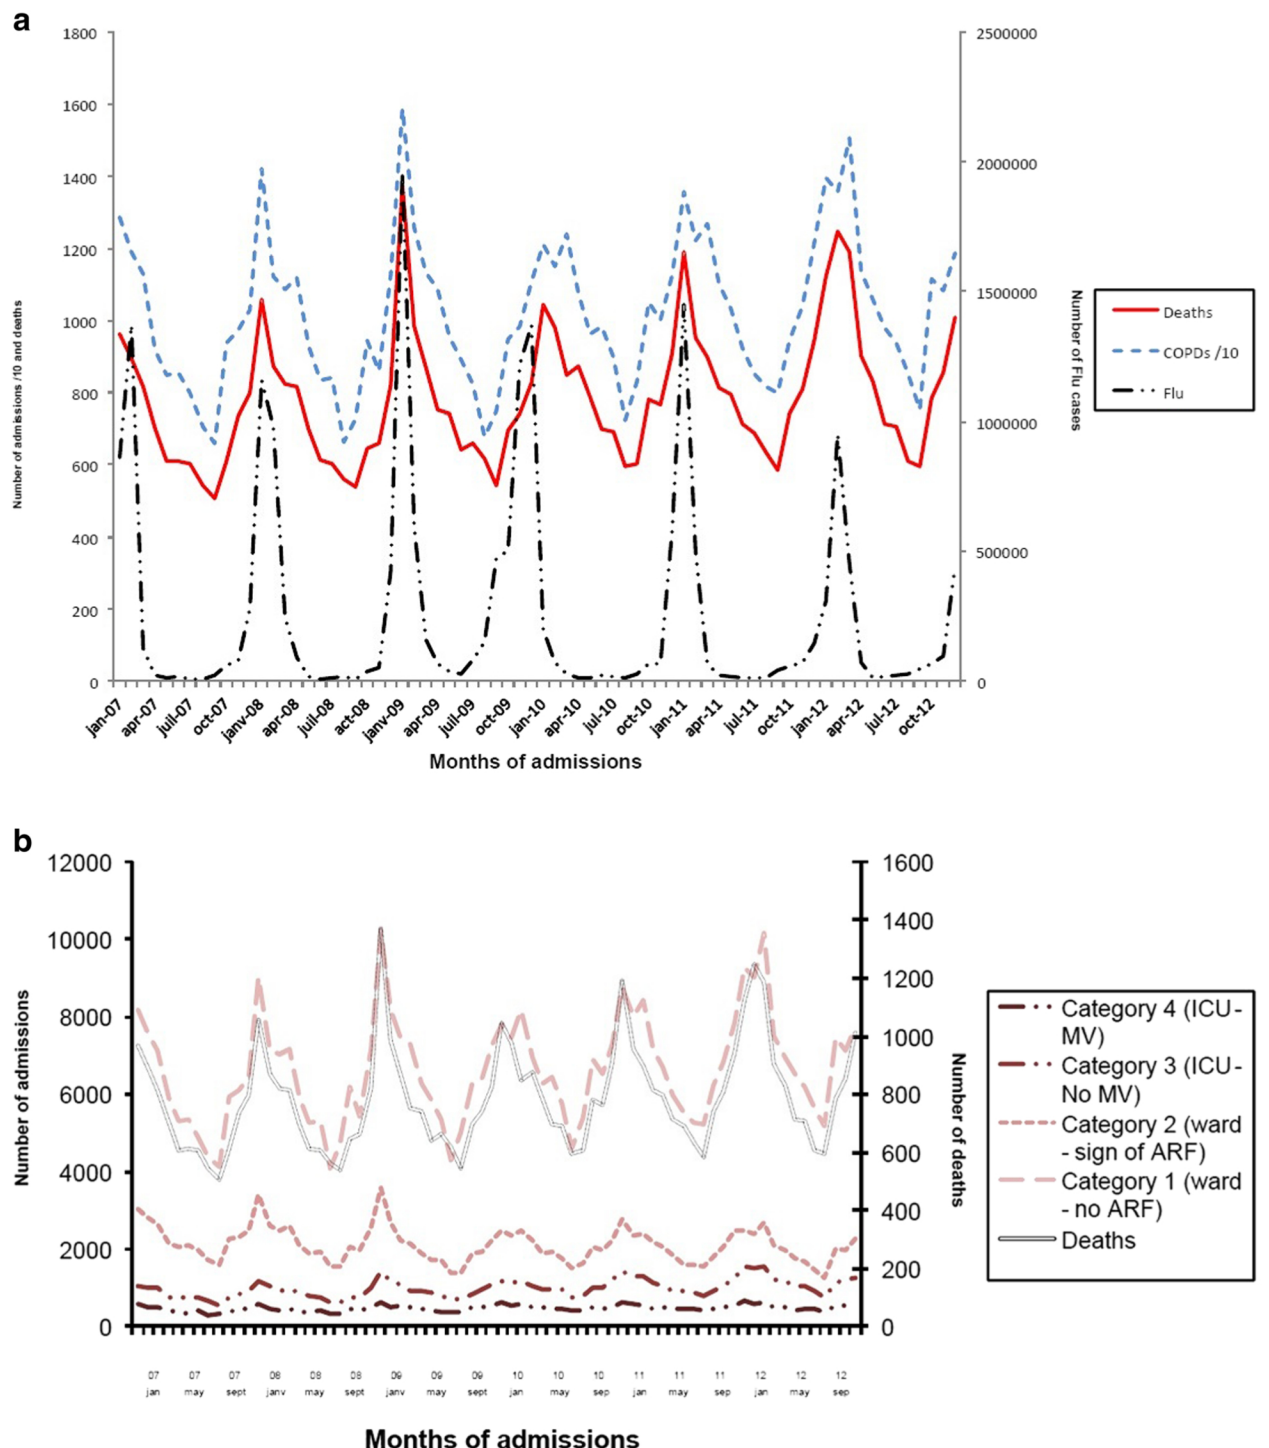 a
1800
1600
1400
1200
1000
800
600
400
200
0
Number of admissions /10 and deaths
2500000
2000000
1500000
1000000
500000
0
Number of Flu cases
Deaths
COPDs /10
Flu
jan-07 apr-07 jul-07 oct-07 janv-08 apr-08 jul-08 act-08 janv-09 apr-09 juil-09 oct-09 jan-10 apr-10 jul-10 oct-10 jan-11 apr-11 jul-11 oct-11 jan-12 apr-12 jul-12 oct-12
Months of admissions
b
12000
10000
8000
6000
4000
2000
0
Number of admissions
1600
1400
1200
1000
800
600
400
200
0
Number of deaths
Category 4 (ICU-
MV)
Category 3 (ICU-
No MV)
Category 2 (ward
- sign of ARF)
Category 1 (ward
- no ARF)
Deaths
07 07 07 08 08 08 09 09 09 10 10 10 11 11 11 12 12 12
jan may sept janv may sept janv may sept jan may sep jan may sep jan may sep
Months of admissions